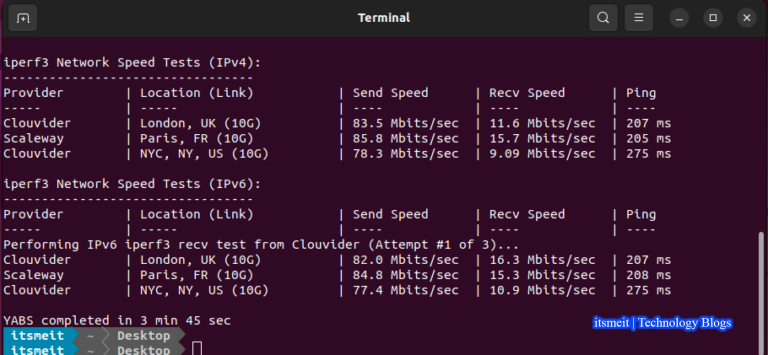 Terminal
iperf3 Network Speed Tests (IPv4):
---------------------------------
Provider        | Location (Link)           | Send Speed      | Recv Speed      | Ping
-----           | -----                     | ----            | ----            | ----
Clouvider       | London, UK (10G)          | 83.5 Mbits/sec  | 11.6 Mbits/sec  | 207 ms
Scaleway        | Paris, FR (10G)           | 85.8 Mbits/sec  | 15.7 Mbits/sec  | 205 ms
Clouvider       | NYC, NY, US (10G)         | 78.3 Mbits/sec  | 9.09 Mbits/sec  | 275 ms
iperf3 Network Speed Tests (IPv6):
---------------------------------
Provider        | Location (Link)           | Send Speed      | Recv Speed      | Ping
-----           | -----                     | ----            | ----            | ----
Performing IPv6 iperf3 recv test from Clouvider (Attempt #1 of 3)...
Clouvider       | London, UK (10G)          | 82.0 Mbits/sec  | 16.3 Mbits/sec  | 207 ms
Scaleway        | Paris, FR (10G)           | 84.8 Mbits/sec  | 15.3 Mbits/sec  | 208 ms
Clouvider       | NYC, NY, US (10G)         | 77.4 Mbits/sec  | 10.9 Mbits/sec  | 275 ms
YABS completed in 3 min 45 sec
itsmeit | Technology Blogs
itsmeit ~ Desktop
itsmeit ~ Desktop